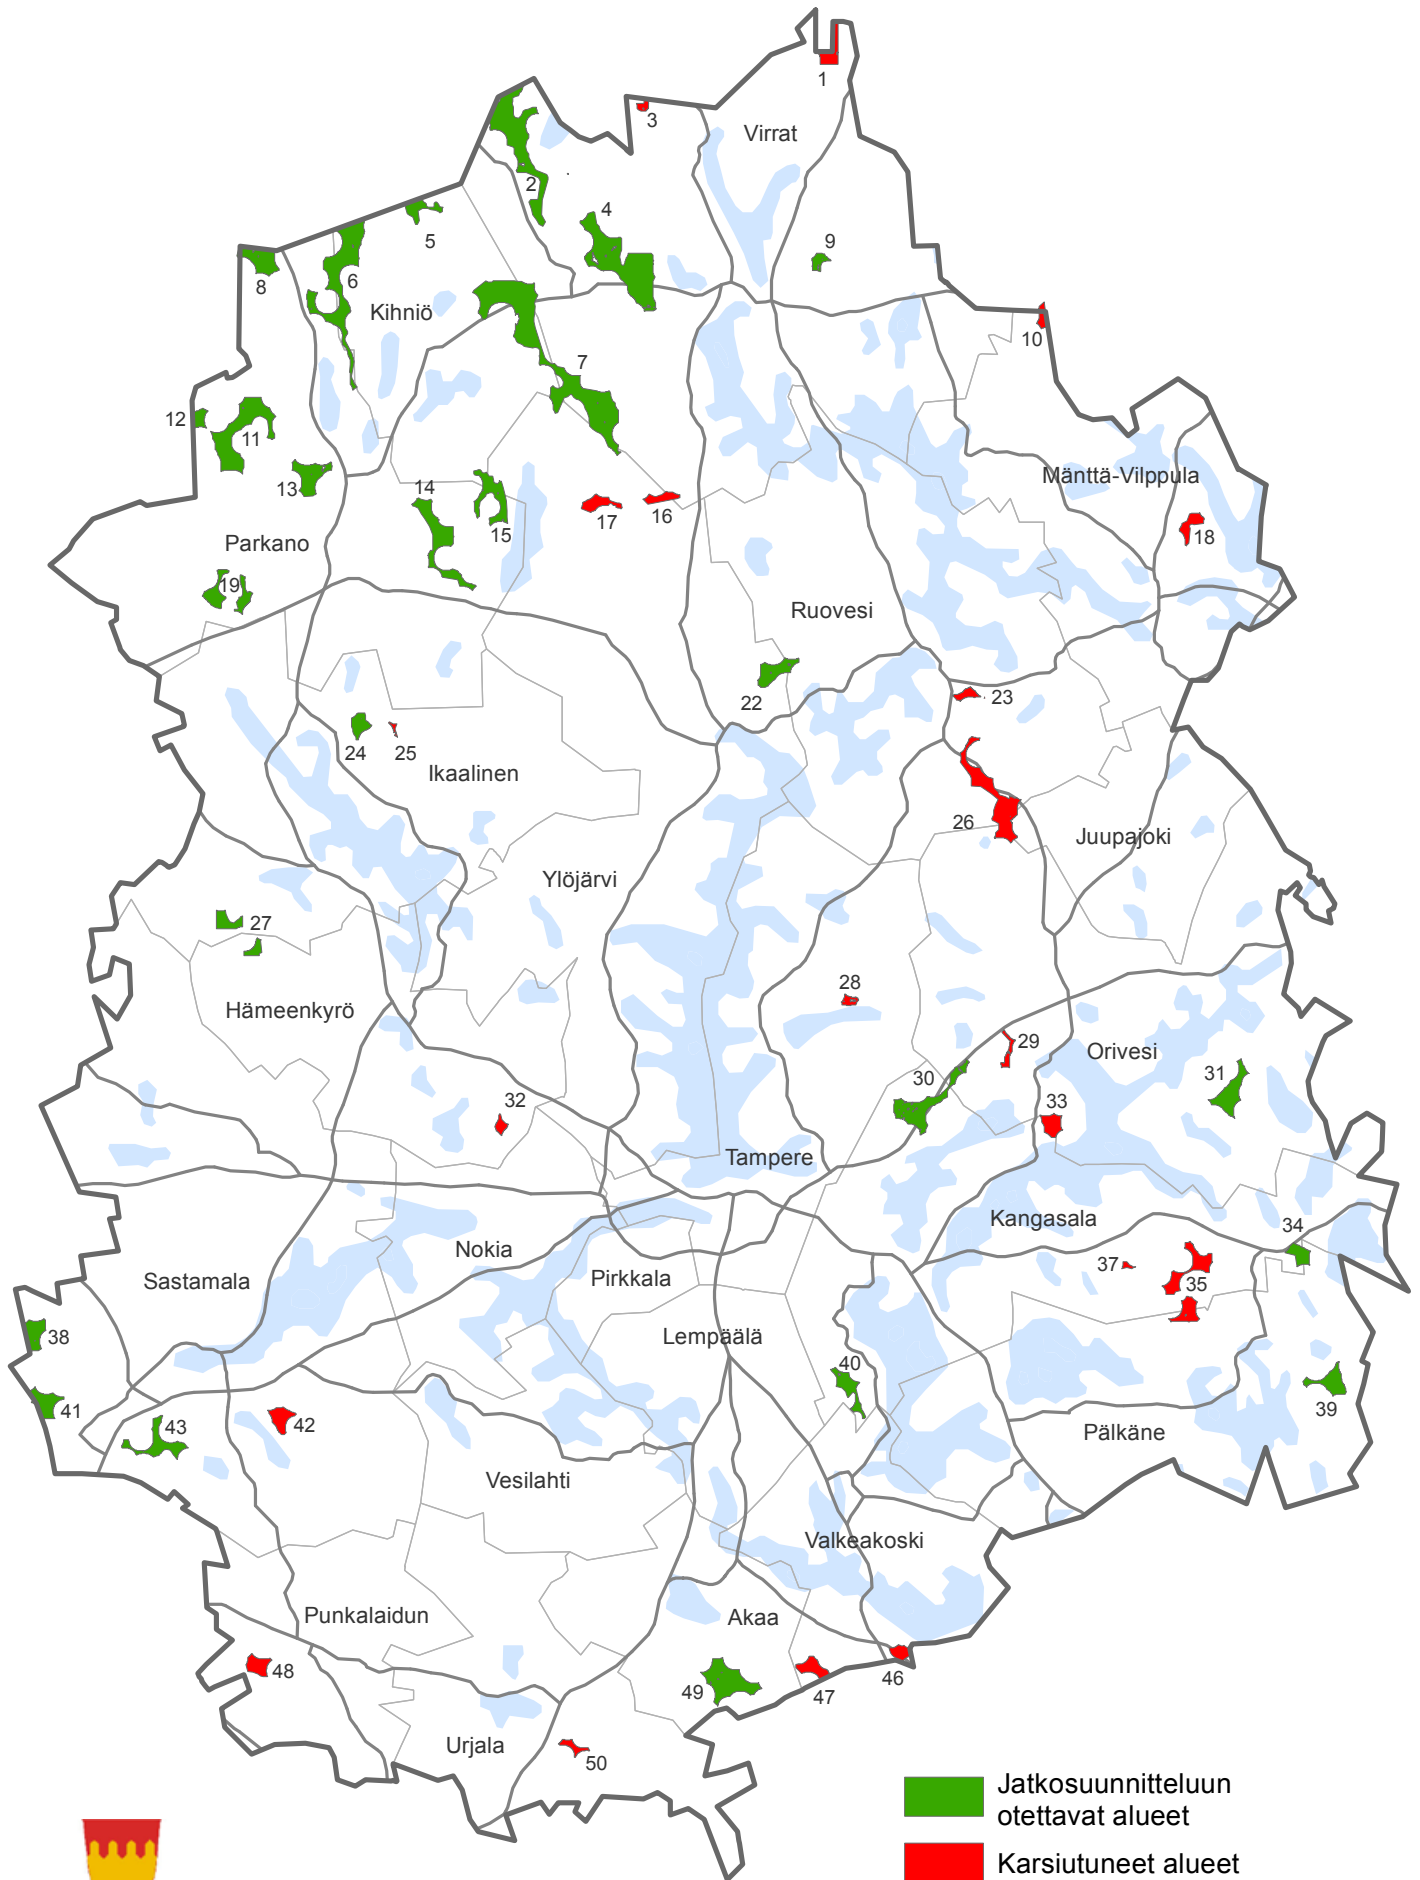 1
3
Virrat
2
4
5
9
8
6
Kihniö
10
7
12
11
13
14
15
17
16
Mänttä-Vilppula
18
Parkano
19
Ruovesi
22
23
24
25
Ikaalinen
26
Juupajoki
Ylöjärvi
27
28
Hämeenkyrö
29
Orivesi
30
31
32
33
Tampere
Kangasala
34
Nokia
37
35
Sastamala
Pirkkala
38
Lempäälä
40
39
41
43
42
Pälkäne
Vesilahti
Valkeakoski
Punkalaidun
Akaa
48
49
47
46
Urjala
50
Jatkosuunnitteluun
otettavat alueet
Karsiutuneet alueet